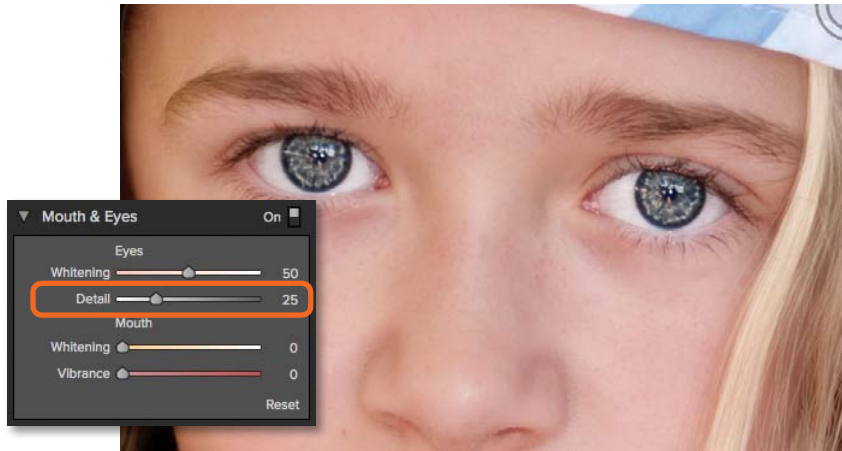 Mouth & Eyes On
Eyes
Whitening 50
Detail 25
Mouth
Whitening 0
Vibrance 0
Reset